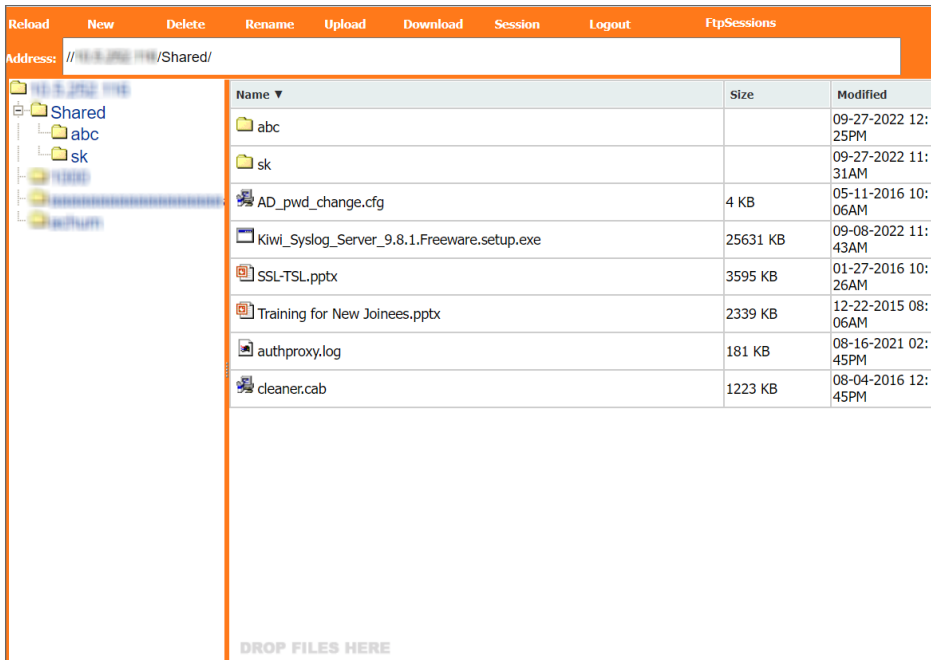 Reload New Delete Rename Upload Download Session Logout FtpSessions
Address: // /Shared/
Shared
abc
sk
Name ▼ Size Modified
abc 09-27-2022 12:
25PM
sk 09-27-2022 11:
31AM
AD_pwd_change.cfg 4 KB 05-11-2016 10:
06AM
Kiwi_Syslog_Server_9.8.1.Freeware.setup.exe 25631 KB 09-08-2022 11:
43AM
SSL-TSL.pptx 3595 KB 01-27-2016 10:
26AM
Training for New Joinees.pptx 2339 KB 12-22-2015 08:
06AM
authproxy.log 181 KB 08-16-2021 02:
45PM
cleaner.cab 1223 KB 08-04-2016 12:
45PM
DROP FILES HERE